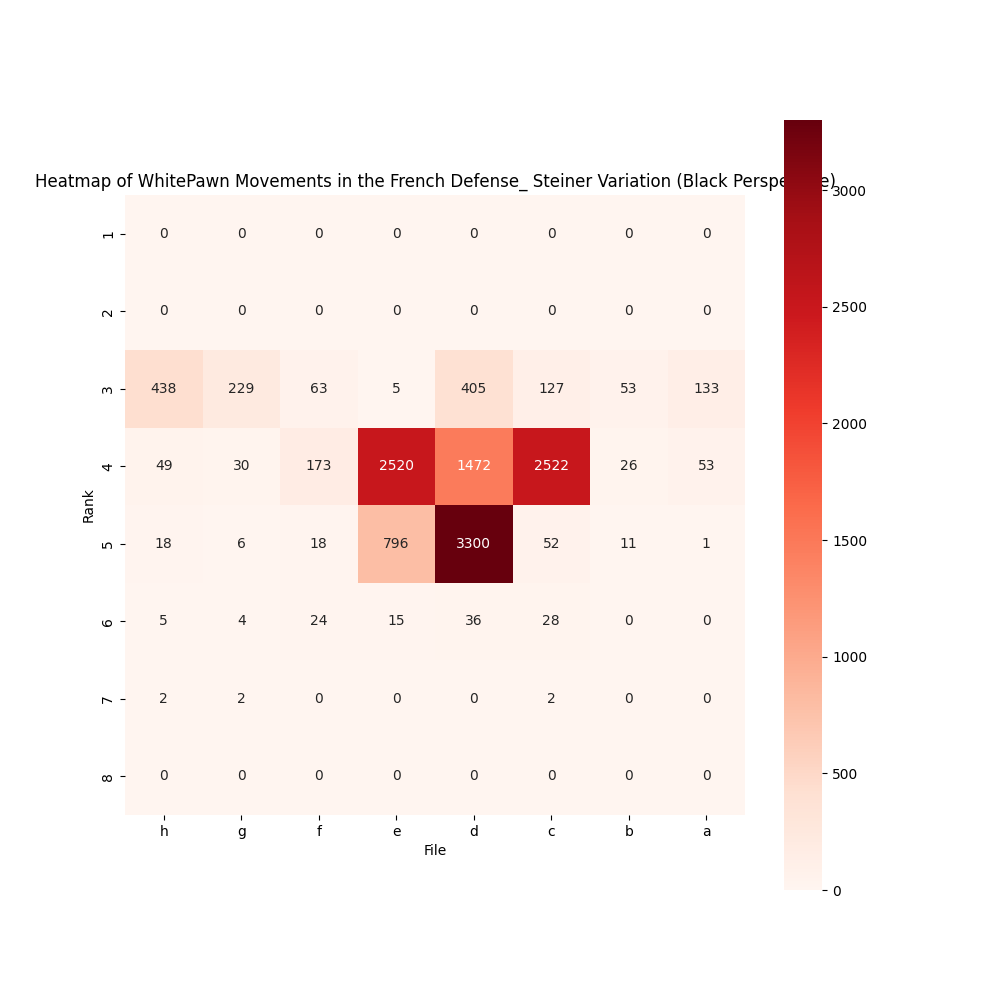 Heatmap of WhitePawn Movements in the French Defense_ Steiner Variation (Black
1 0 0 0 0 0 0 0 0
2 0 0 0 0 0 0 0 0
3 438 229 63 5 405 127 53 133
4 49 30 173 2520 1472 2522 26 53
5 18 6 18 796 3300 52 11 1
6 5 4 24 15 36 28 0 0
7 2 2 0 0 0 2 0 0
8 0 0 0 0 0 0 0 0
h g f e d c b a
File
Rank
3000
2500
2000
1500
1000
500
0